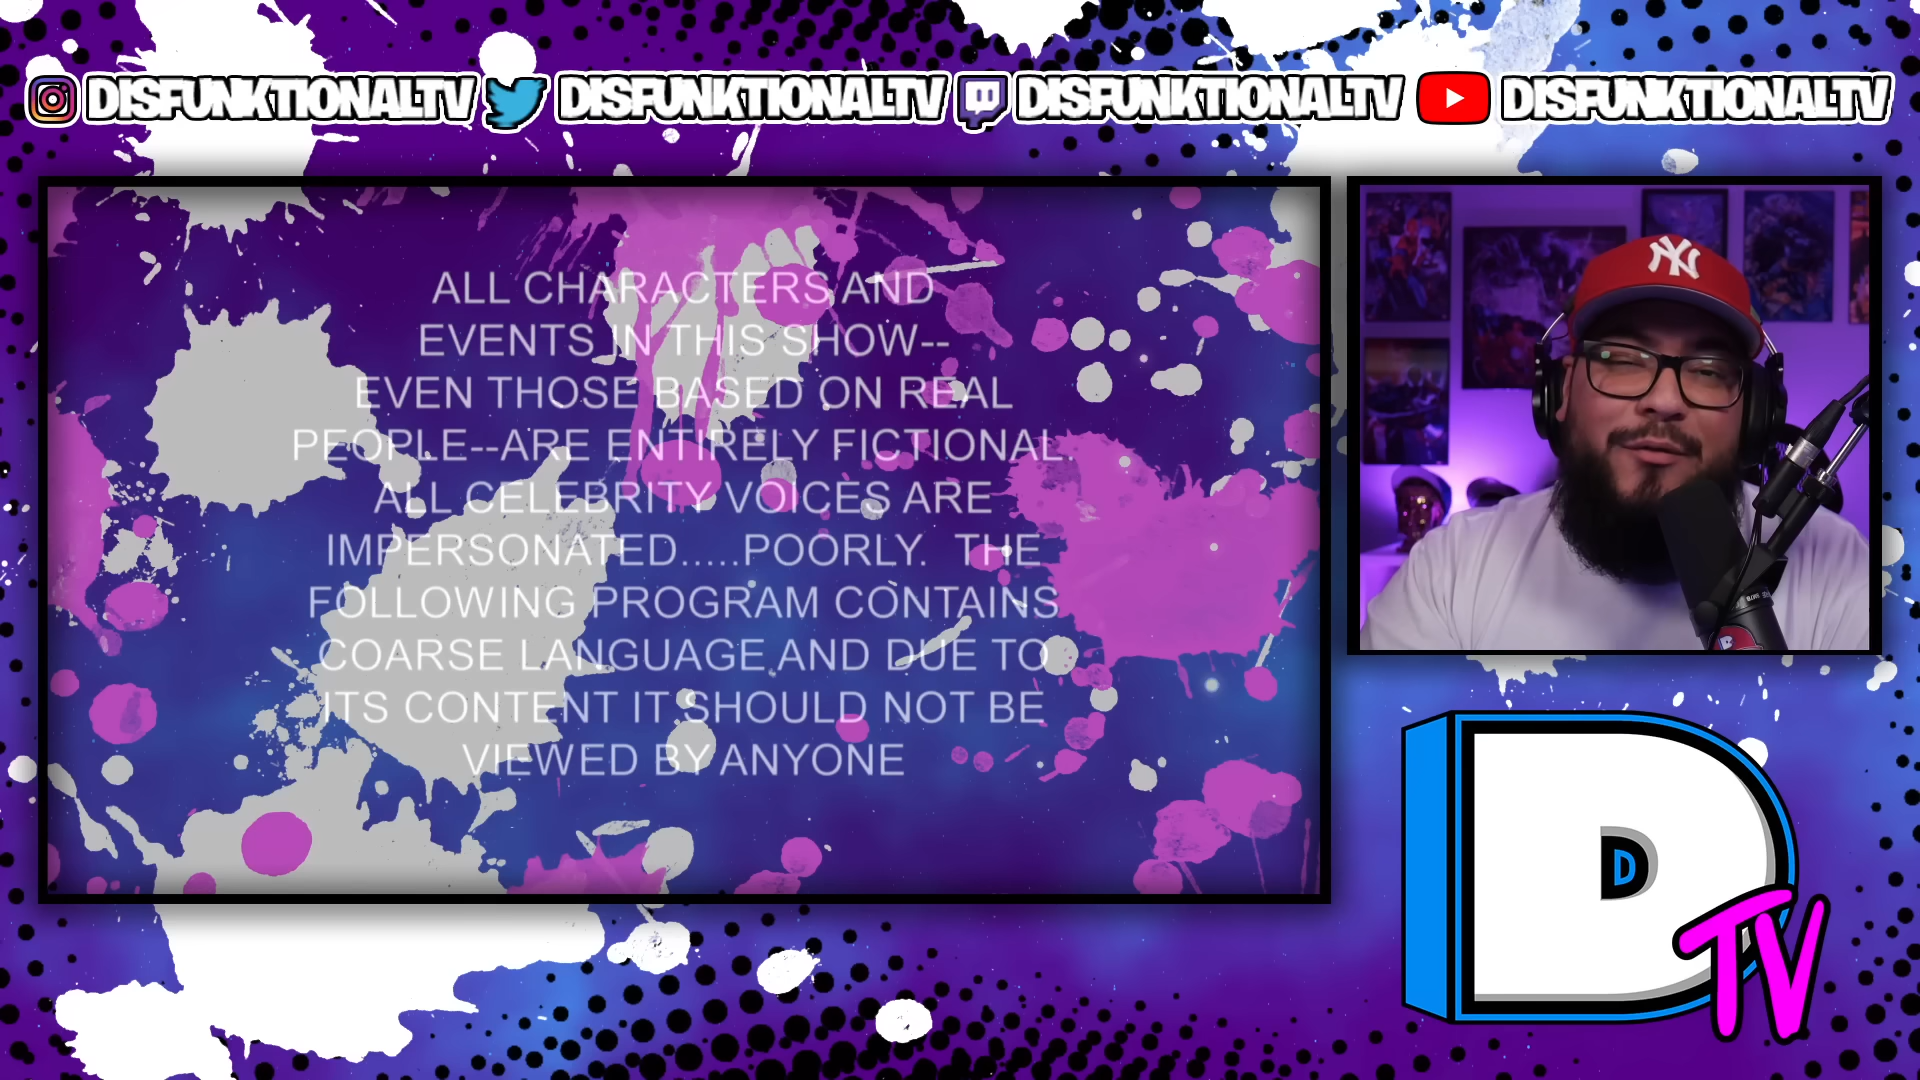 DISFUNKTIONALTV DISFUNKTIONALTV DISFUNKTIONALTV DISFUNKTIONALTV
ALL CHARACTERS AND
EVENTS IN THIS SHOW--
EVEN THOSE BASED ON REAL
PEOPLE--ARE ENTIRELY FICTIONAL.
ALL CELEBRITY VOICES ARE
IMPERSONATED.....POORLY. THE
FOLLOWING PROGRAM CONTAINS
COARSE LANGUAGE AND DUE TO
ITS CONTENT IT SHOULD NOT BE
VIEWED BY ANYONE
NY
D
D
TV